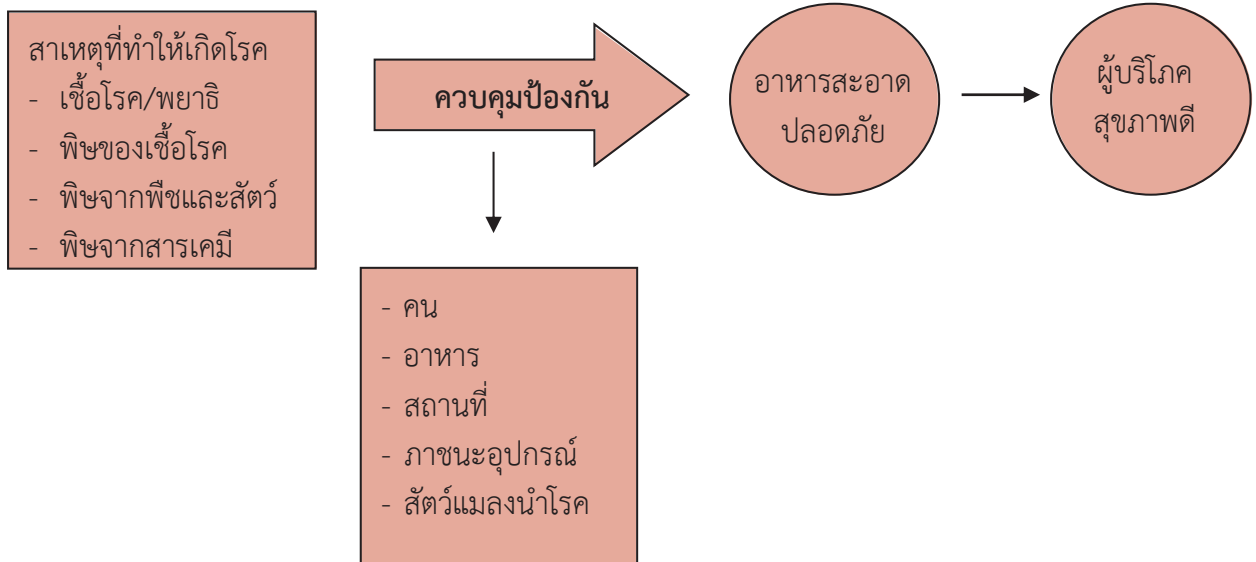 สาเหตุที่ทำให้เกิดโรค
- เชื้อโรค/พยาธิ
- พิษของเชื้อโรค
- พิษจากพืชและสัตว์
- พิษจากสารเคมี
ควบคุมป้องกัน
อาหารสะอาด
ปลอดภัย
ผู้บริโภค
สุขภาพดี
- คน
- อาหาร
- สถานที่
- ภาชนะอุปกรณ์
- สัตว์แมลงนำโรค